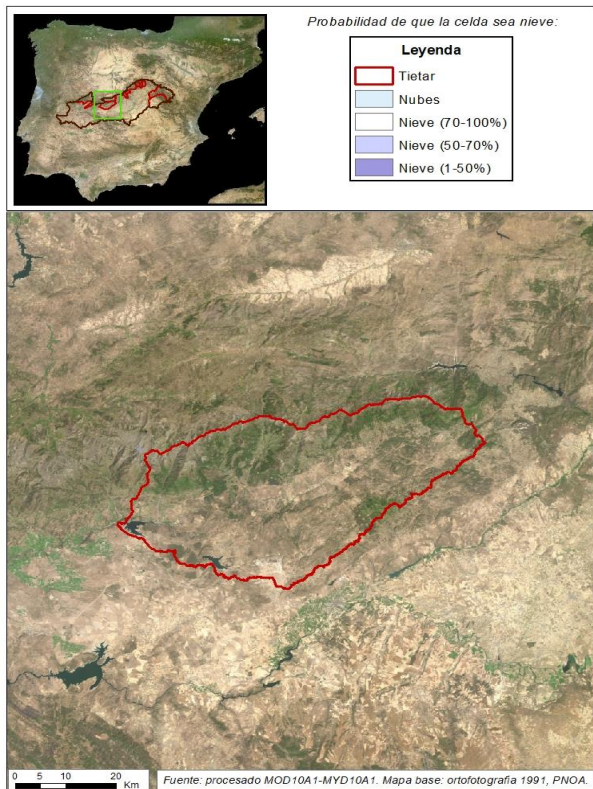 Probabilidad de que la celda sea nieve:
Leyenda
Tietar
Nubes
Nieve (70-100%)
Nieve (50-70%)
Nieve (1-50%)
0 5 10 20
Km
Fuente: procesado MOD10A1-MYD10A1. Mapa base: ortofotografia 1991, PNOA.